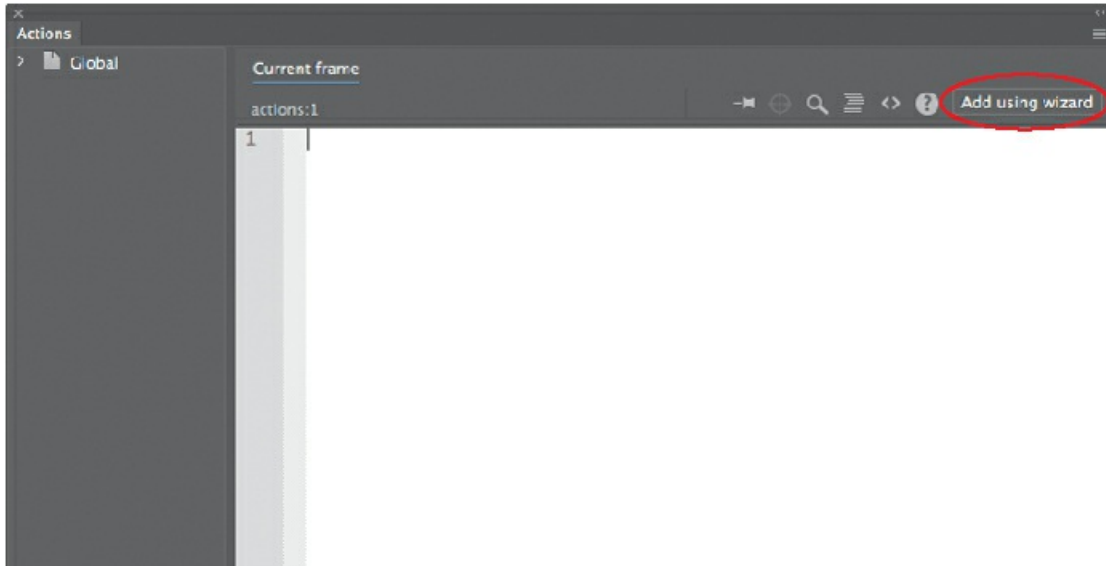 Actions
Global
Current frame
actions:1
Add using wizard
1